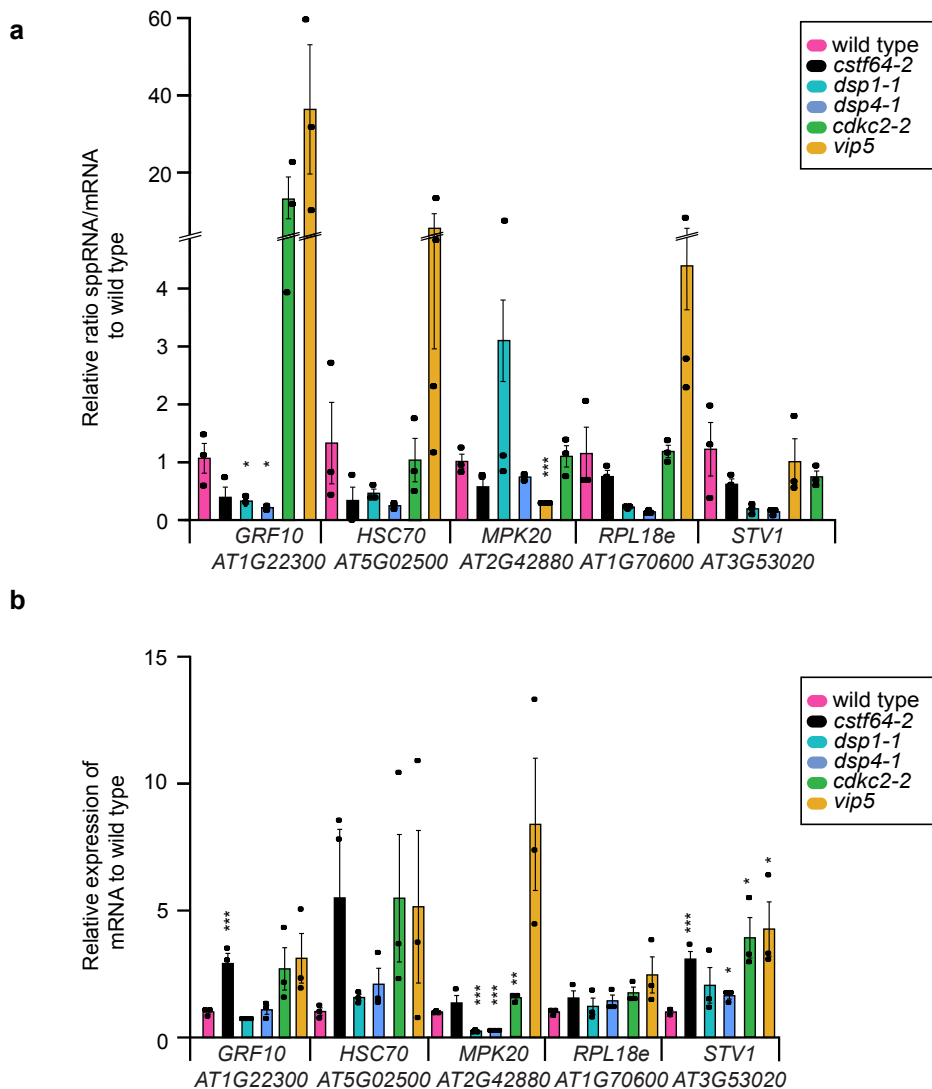 a
60
40
20
4
3
2
1
0
Relative ratio sppRNA/mRNA
to wild type
wild type
cstf64-2
dsp1-1
dsp4-1
cdkc2-2
vip5
* * ***
GRF10 HSC70 MPK20 RPL18e STV1
AT1G22300 AT5G02500 AT2G42880 AT1G70600 AT3G53020
b
15
10
5
0
Relative expression of
mRNA to wild type
wild type
cstf64-2
dsp1-1
dsp4-1
cdkc2-2
vip5
*** *** *** ** *** * * *
GRF10 HSC70 MPK20 RPL18e STV1
AT1G22300 AT5G02500 AT2G42880 AT1G70600 AT3G53020